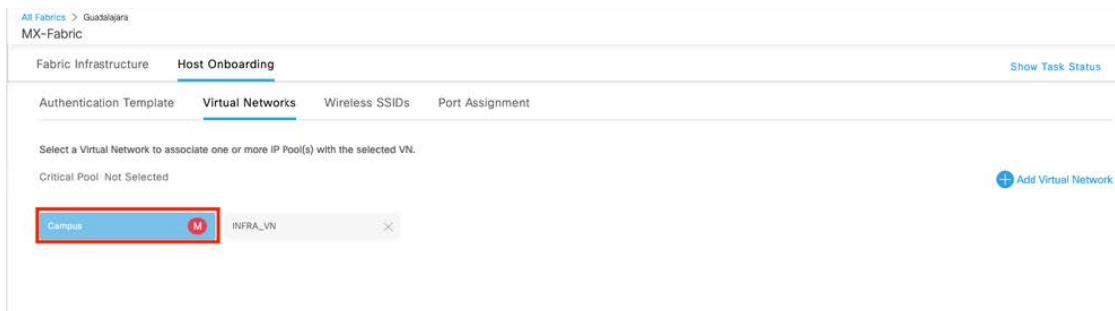 All Fabrics > Guadalajara
MX-Fabric
Fabric Infrastructure Host Onboarding Show Task Status
Authentication Template Virtual Networks Wireless SSIDs Port Assignment
Select a Virtual Network to associate one or more IP Pool(s) with the selected VN.
Critical Pool Not Selected
Add Virtual Network
Campus M INFRA_VN